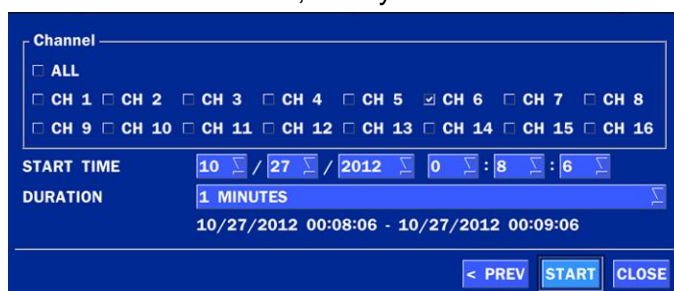 Channel
ALL
CH 1 CH 2 CH 3 CH 4 CH 5 CH 6 CH 7 CH 8
CH 9 CH 10 CH 11 CH 12 CH 13 CH 14 CH 15 CH 16
START TIME 10 / 27 / 2012 0 : 8 : 6
DURATION 1 MINUTES
10/27/2012 00:08:06 - 10/27/2012 00:09:06
< PREV START CLOSE